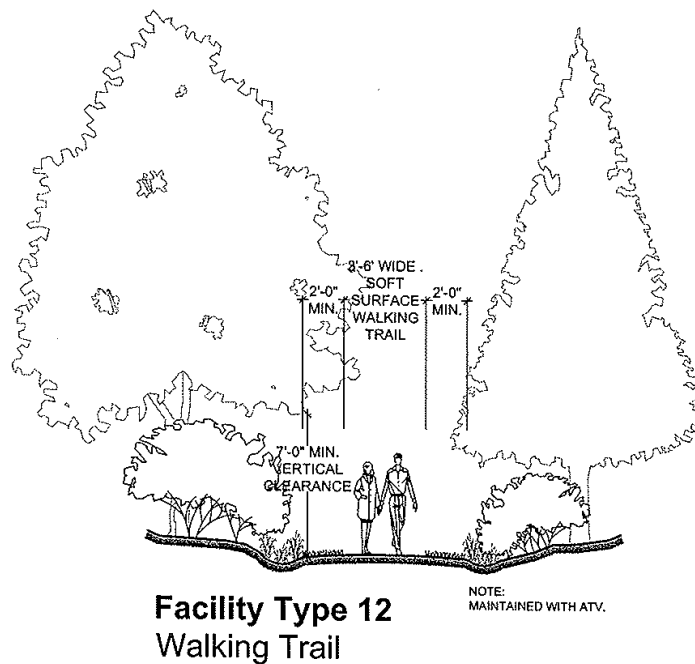 3'-6' WIDE .
SOFT
SURFACE
WALKING
TRAIL
2'-0"
MIN.
2'-0"
MIN.
7'-0" MIN.
VERTICAL
CLEARANCE
NOTE:
MAINTAINED WITH ATV.
Facility Type 12
Walking Trail